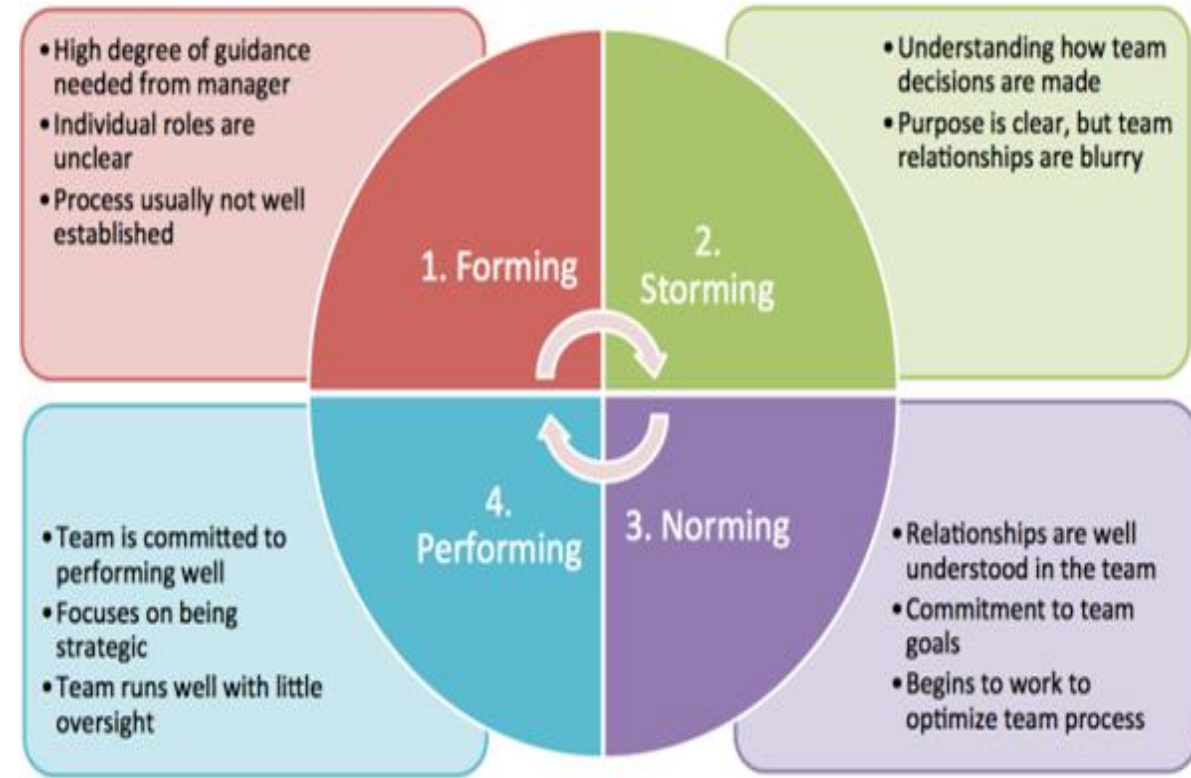 • High degree of guidance
needed from manager
• Individual roles are
unclear
• Process usually not well
established
1. Forming
• Understanding how team
decisions are made
• Purpose is clear, but team
relationships are blurry
2.
Storming
• Relationships are well
understood in the team
• Commitment to team
goals
• Begins to work to
optimize team process
3. Norming
• Team is committed to
performing well
• Focuses on being
strategic
• Team runs well with little
oversight
4.
Performing